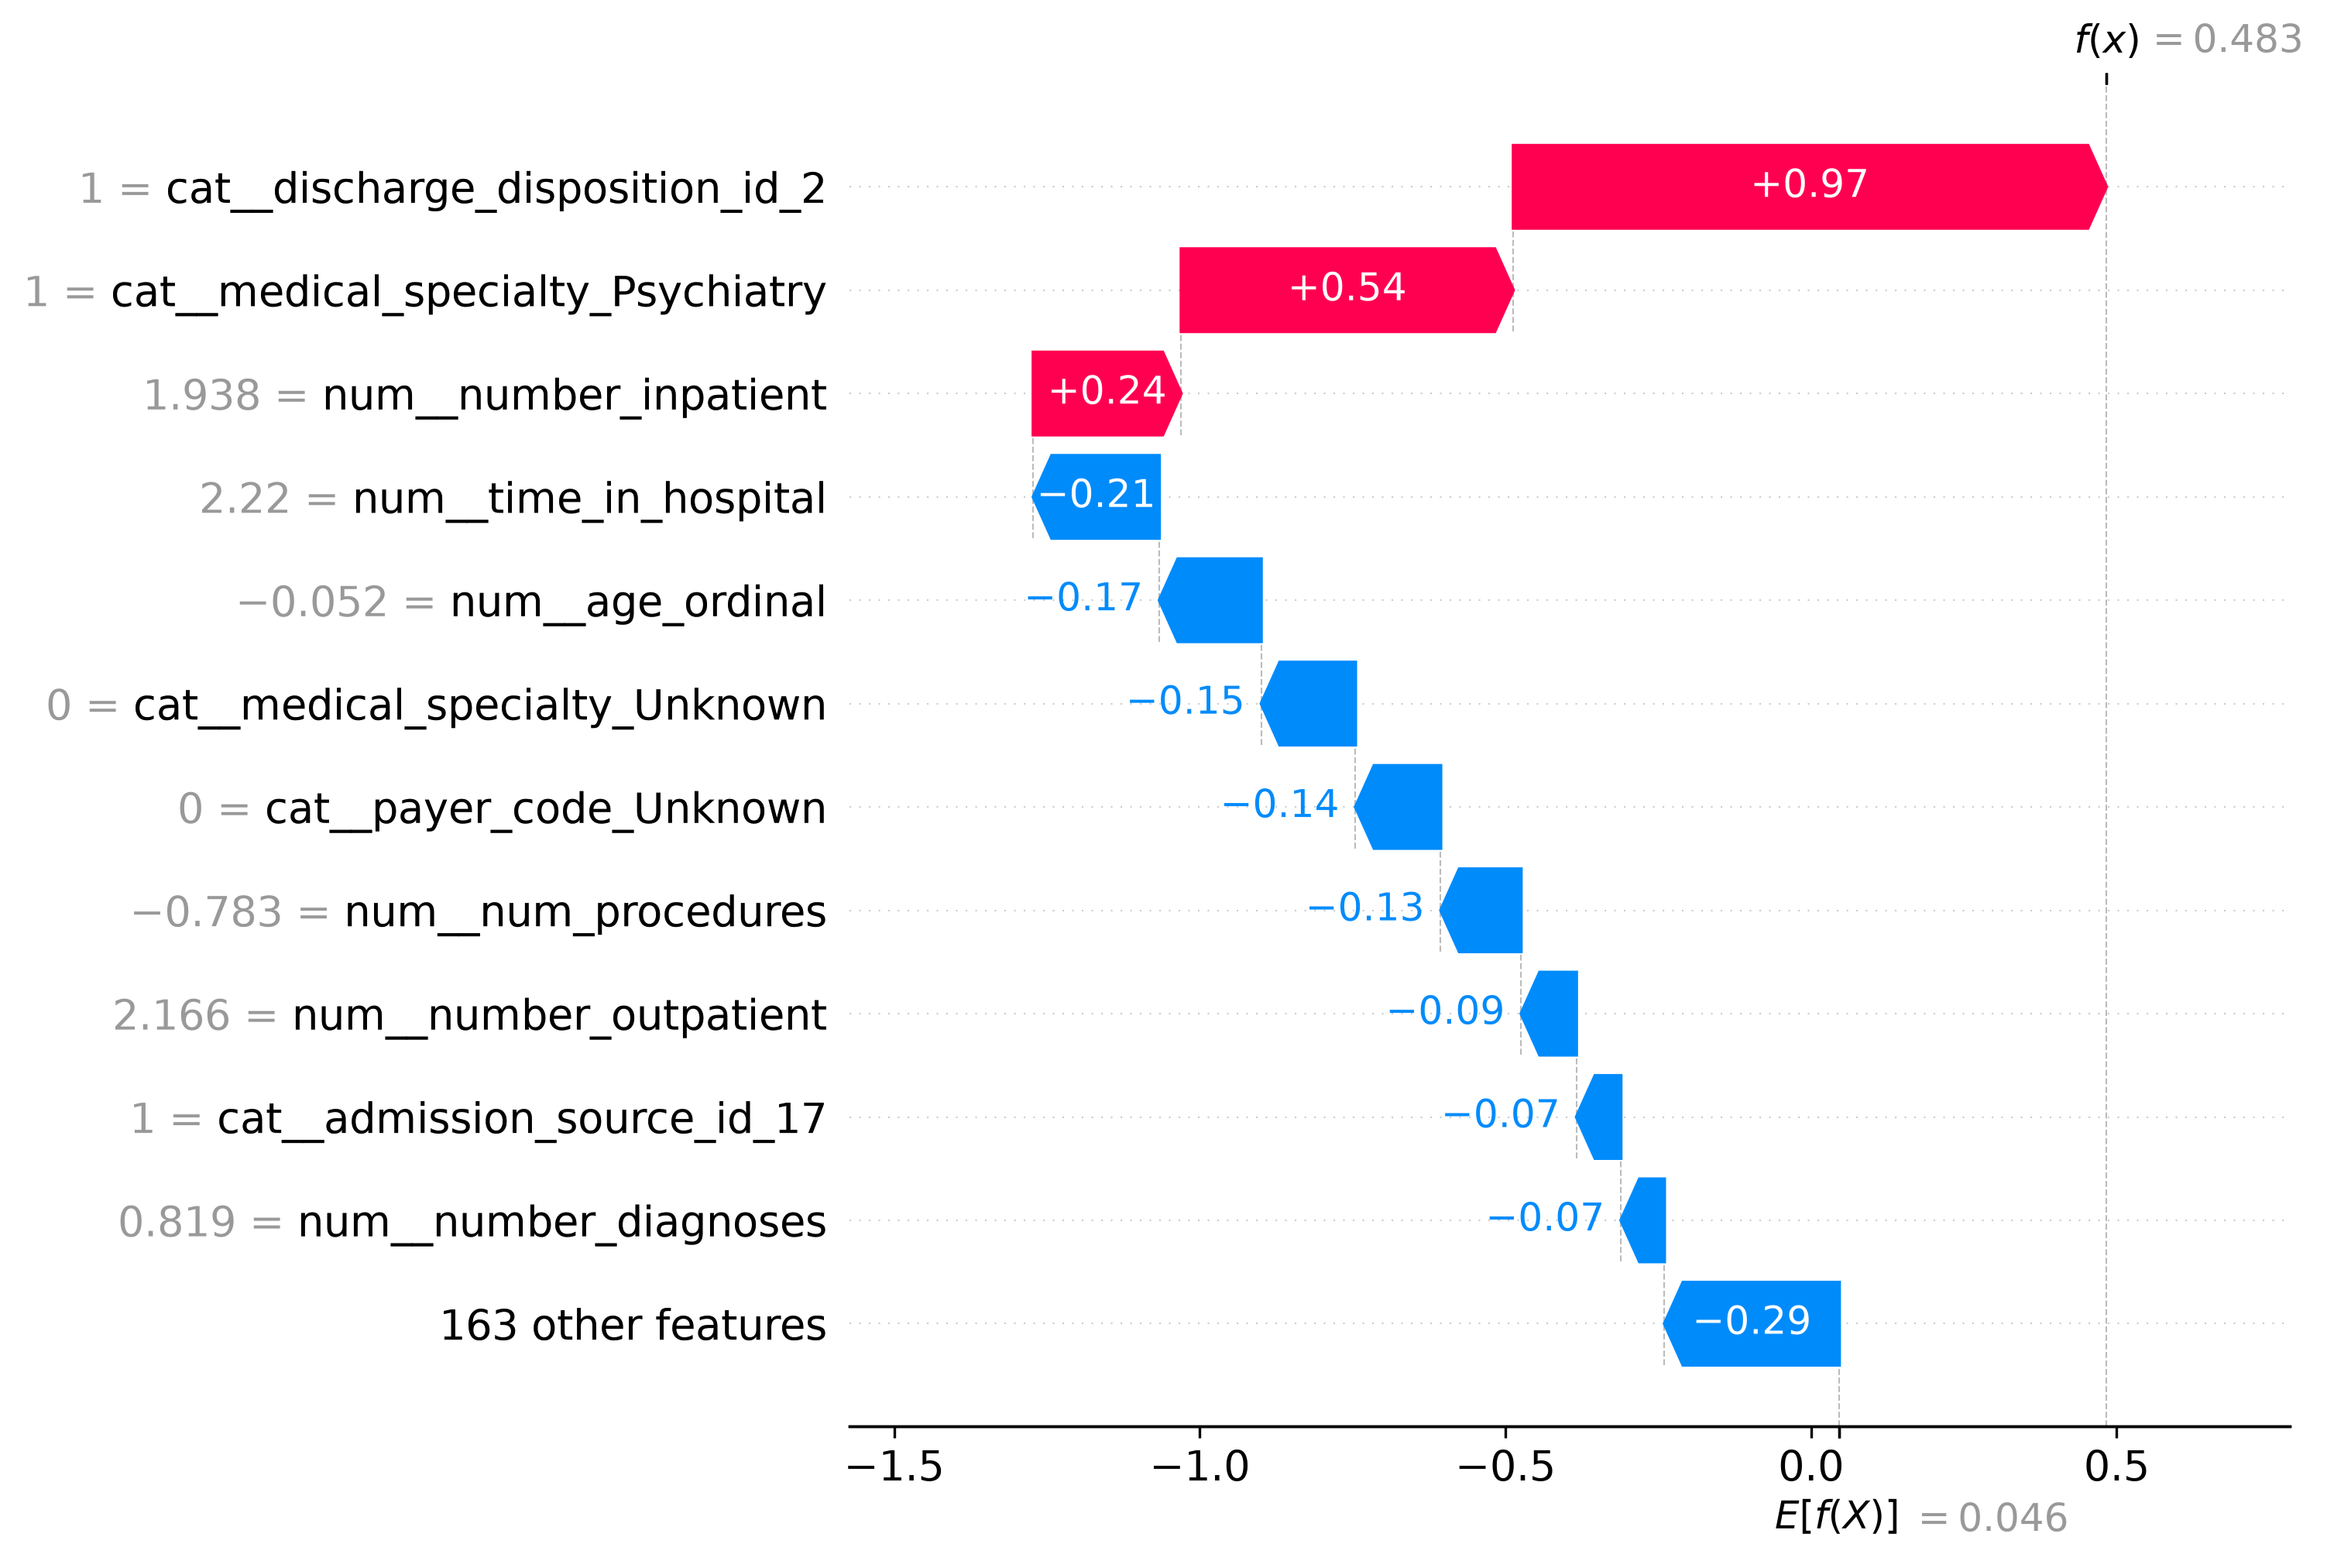 f(x) = 0.483
1 = cat__discharge_disposition_id_2 +0.97
1 = cat__medical_specialty_Psychiatry +0.54
1.938 = num__number_inpatient +0.24
2.22 = num__time_in_hospital −0.21
−0.052 = num__age_ordinal −0.17
0 = cat__medical_specialty_Unknown −0.15
0 = cat__payer_code_Unknown −0.14
−0.783 = num__num_procedures −0.13
2.166 = num__number_outpatient −0.09
1 = cat__admission_source_id_17 −0.07
0.819 = num__number_diagnoses −0.07
163 other features −0.29
−1.5 −1.0 −0.5 0.0 0.5
E[f(X)] = 0.046